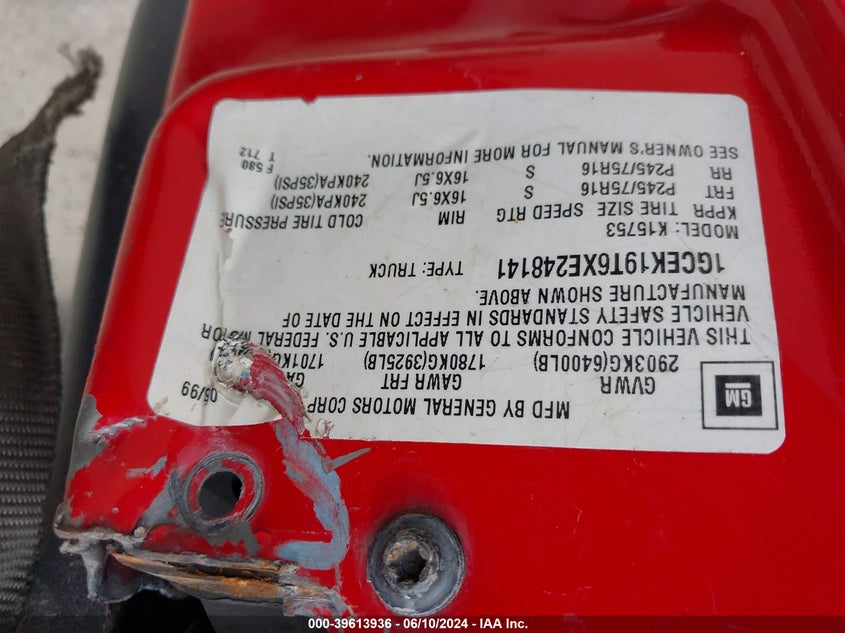 GM
MFD BY GENERAL MOTORS CORP 05/99
GVWR GAWR FRT
2903KG(6400LB) 1780KG(3925LB) 1701KG
THIS VEHICLE CONFORMS TO ALL APPLICABLE U.S. FEDERAL MOTOR
VEHICLE SAFETY STANDARDS IN EFFECT ON THE DATE OF
MANUFACTURE SHOWN ABOVE.
1GCEK19T6XE248141 TYPE: TRUCK
MODEL: K15753
KPPR TIRE SIZE SPEED RTG RIM COLD TIRE PRESSURE
FRT P245/75R16 S 16X6.5J 240KPA(35PSI)
RR P245/75R16 S 16X6.5J 240KPA(35PSI)
SEE OWNER'S MANUAL FOR MORE INFORMATION.
F 580
T 712
000-39613936 - 06/10/2024 - IAA Inc.